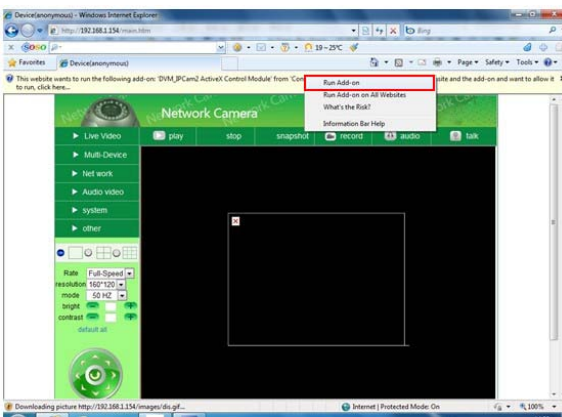 Device(anonymous) - Windows Internet Explorer
http://192.168.1.154/main.htm
Bing
SOSO
19~25℃
Favorites
Device(anonymous)
Page Safety Tools
This website wants to run the following add-on: 'DVM_IPCam2 ActiveX Control Module' from 'Con
site and the add-on and want to allow it
to run, click here...
Run Add-on
Run Add-on on All Websites
What's the Risk?
Information Bar Help
Network Camera
Live Video
play stop snapshot record audio talk
Multi-Device
Net work
Audio video
system
other
Rate Full-Speed
resolution 160*120
mode 50 HZ
bright
contrast
default all
Downloading picture http://192.168.1.154/images/dis.gif...
Internet | Protected Mode: On
100%